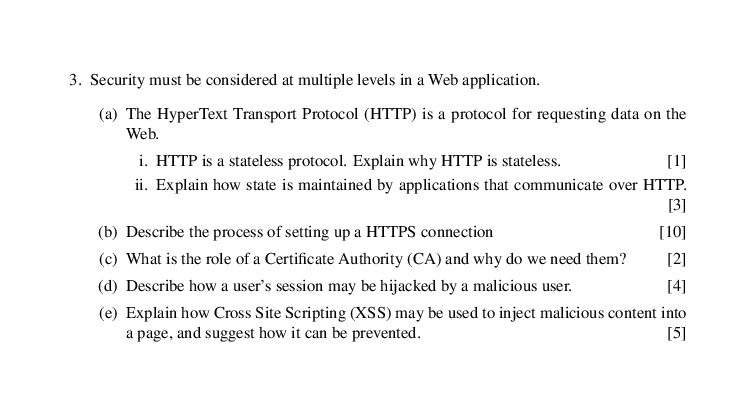 3. Security must be considered at multiple levels in a Web application.
(a) The HyperText Transport Protocol (HTTP) is a protocol for requesting data on the
Web.
i. HTTP is a stateless protocol. Explain why HTTP is stateless. [1]
ii. Explain how state is maintained by applications that communicate over HTTP.
[3]
(b) Describe the process of setting up a HTTPS connection [10]
(c) What is the role of a Certificate Authority (CA) and why do we need them? [2]
(d) Describe how a user's session may be hijacked by a malicious user. [4]
(e) Explain how Cross Site Scripting (XSS) may be used to inject malicious content into
a page, and suggest how it can be prevented. [5]